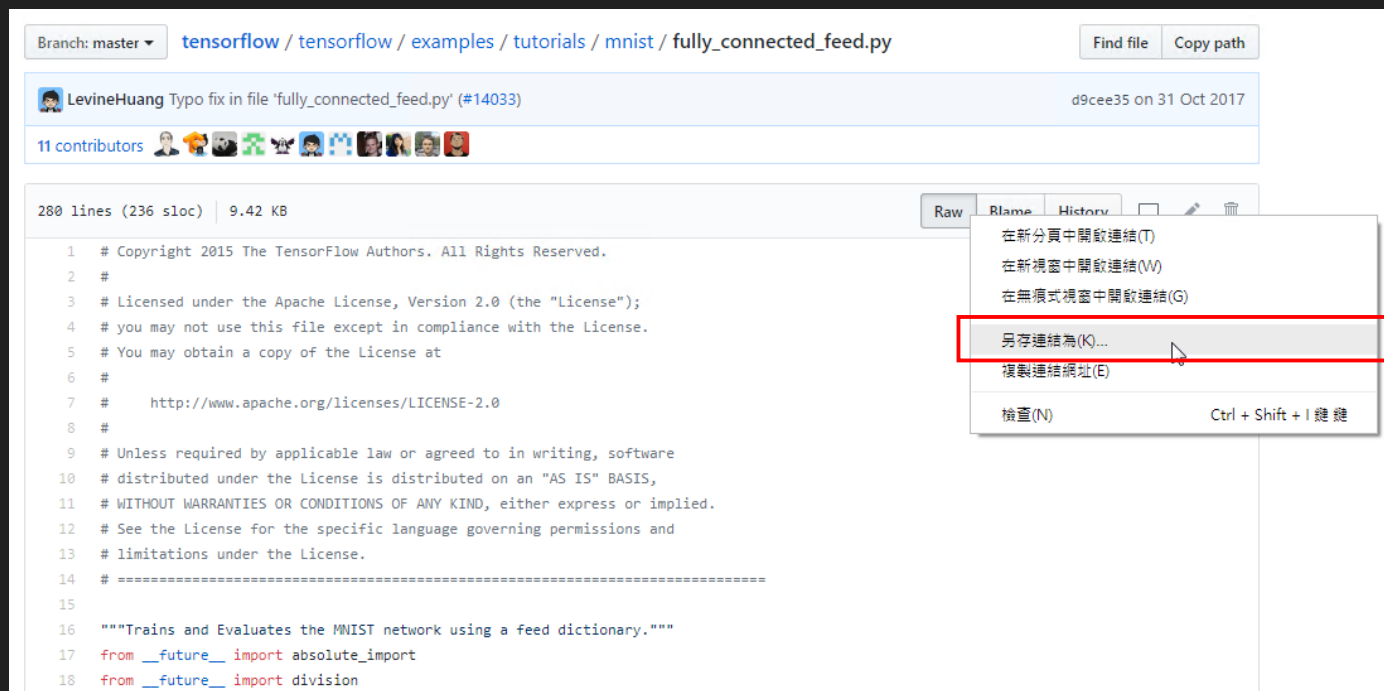 Branch: master
tensorflow / tensorflow / examples / tutorials / mnist / fully_connected_feed.py
Find file
Copy path
LevineHuang Typo fix in file 'fully_connected_feed.py' (#14033)
d9cee35 on 31 Oct 2017
11 contributors
280 lines (236 sloc) 9.42 KB
Raw
Blame
History
在新分頁中開啟連結(T)
在新視窗中開啟連結(W)
在無痕式視窗中開啟連結(G)
另存連結為(K)...
複製連結網址(E)
檢查(N) Ctrl + Shift + I 鍵 鍵
1 # Copyright 2015 The TensorFlow Authors. All Rights Reserved.
2 #
3 # Licensed under the Apache License, Version 2.0 (the "License");
4 # you may not use this file except in compliance with the License.
5 # You may obtain a copy of the License at
6 #
7 #     http://www.apache.org/licenses/LICENSE-2.0
8 #
9 # Unless required by applicable law or agreed to in writing, software
10 # distributed under the License is distributed on an "AS IS" BASIS,
11 # WITHOUT WARRANTIES OR CONDITIONS OF ANY KIND, either express or implied.
12 # See the License for the specific language governing permissions and
13 # limitations under the License.
14 # ==============================================================================
15
16 """Trains and Evaluates the MNIST network using a feed dictionary."""
17 from __future__ import absolute_import
18 from __future__ import division